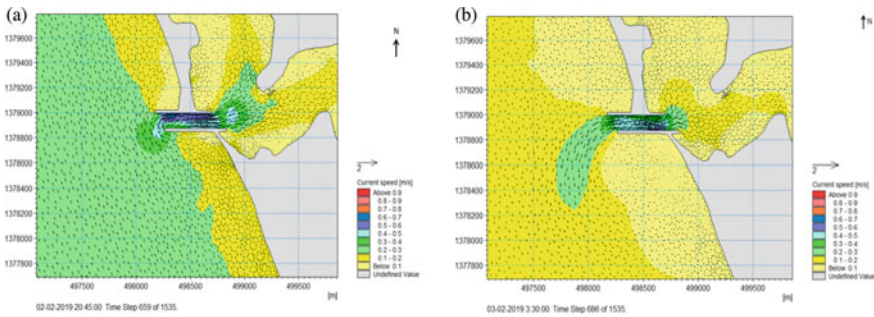 (a)
N
1379600
1379400
1379200
1379000
1378800
1378600
1378400
1378200
1378000
1377800
497500
498000
498500
499000
499500
[m]
2
Current speed [m/s]
Above 0.9
0.8 - 0.9
0.7 - 0.8
0.6 - 0.7
0.5 - 0.6
0.4 - 0.5
0.3 - 0.4
0.2 - 0.3
0.1 - 0.2
Below 0.1
Undefined Value
02-02-2019 20:45:00 Time Step 659 of 1535.
(b)
N
1379600
1379400
1379200
1379000
1378800
1378600
1378400
1378200
1378000
1377800
497500
498000
498500
499000
499500
[m]
2
Current speed [m/s]
Above 0.9
0.8 - 0.9
0.7 - 0.8
0.6 - 0.7
0.5 - 0.6
0.4 - 0.5
0.3 - 0.4
0.2 - 0.3
0.1 - 0.2
Below 0.1
Undefined Value
03-02-2019 3:30:00 Time Step 686 of 1535.